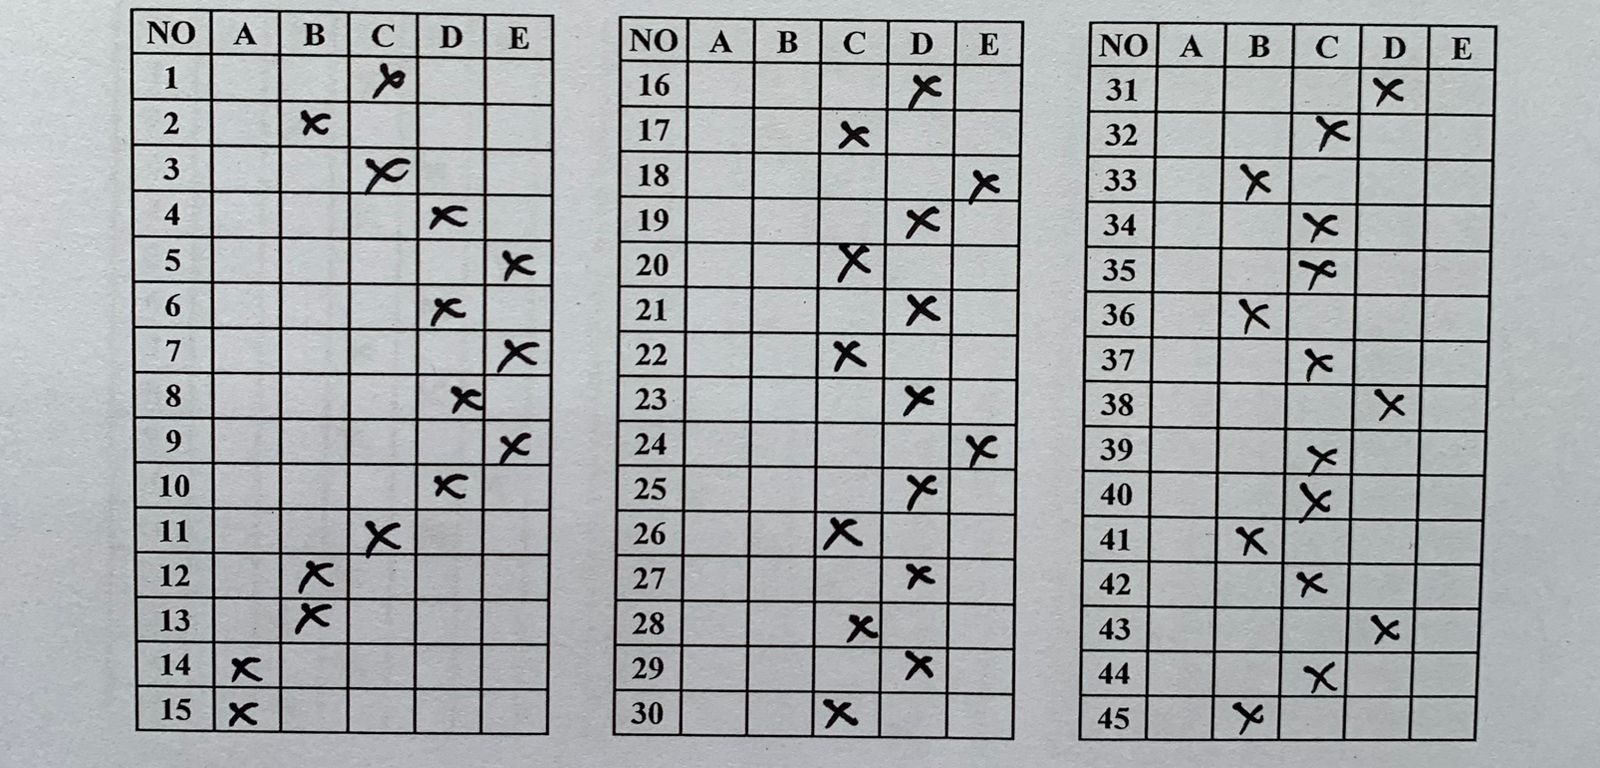 NO A B C D E
1 x
2 x
3 x
4 x
5 x
6 x
7 x
8 x
9 x
10 x
11 x
12 x
13 x
14 x
15 x
NO A B C D E
16 x
17 x
18 x
19 x
20 x
21 x
22 x
23 x
24 x
25 x
26 x
27 x
28 x
29 x
30 x
NO A B C D E
31 x
32 x
33 x
34 x
35 x
36 x
37 x
38 x
39 x
40 x
41 x
42 x
43 x
44 x
45 x